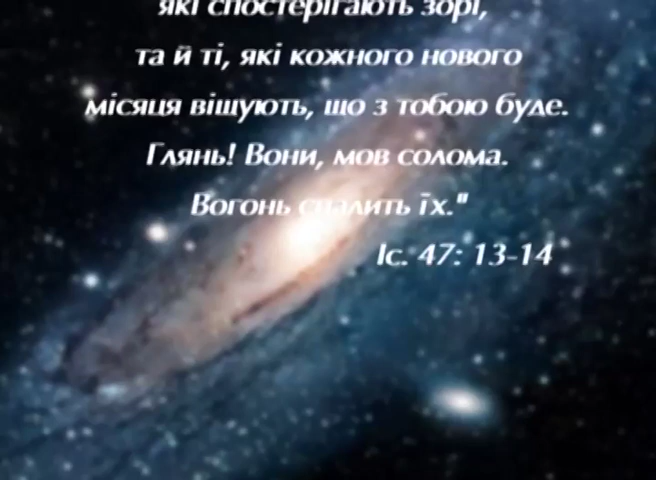 які спостерігають зорі,
та й ті, які кожного нового
місяця віщують, що з тобою буде.
Глянь! Вони, мов солома.
Вогонь спалить їх."
Іс. 47: 13-14